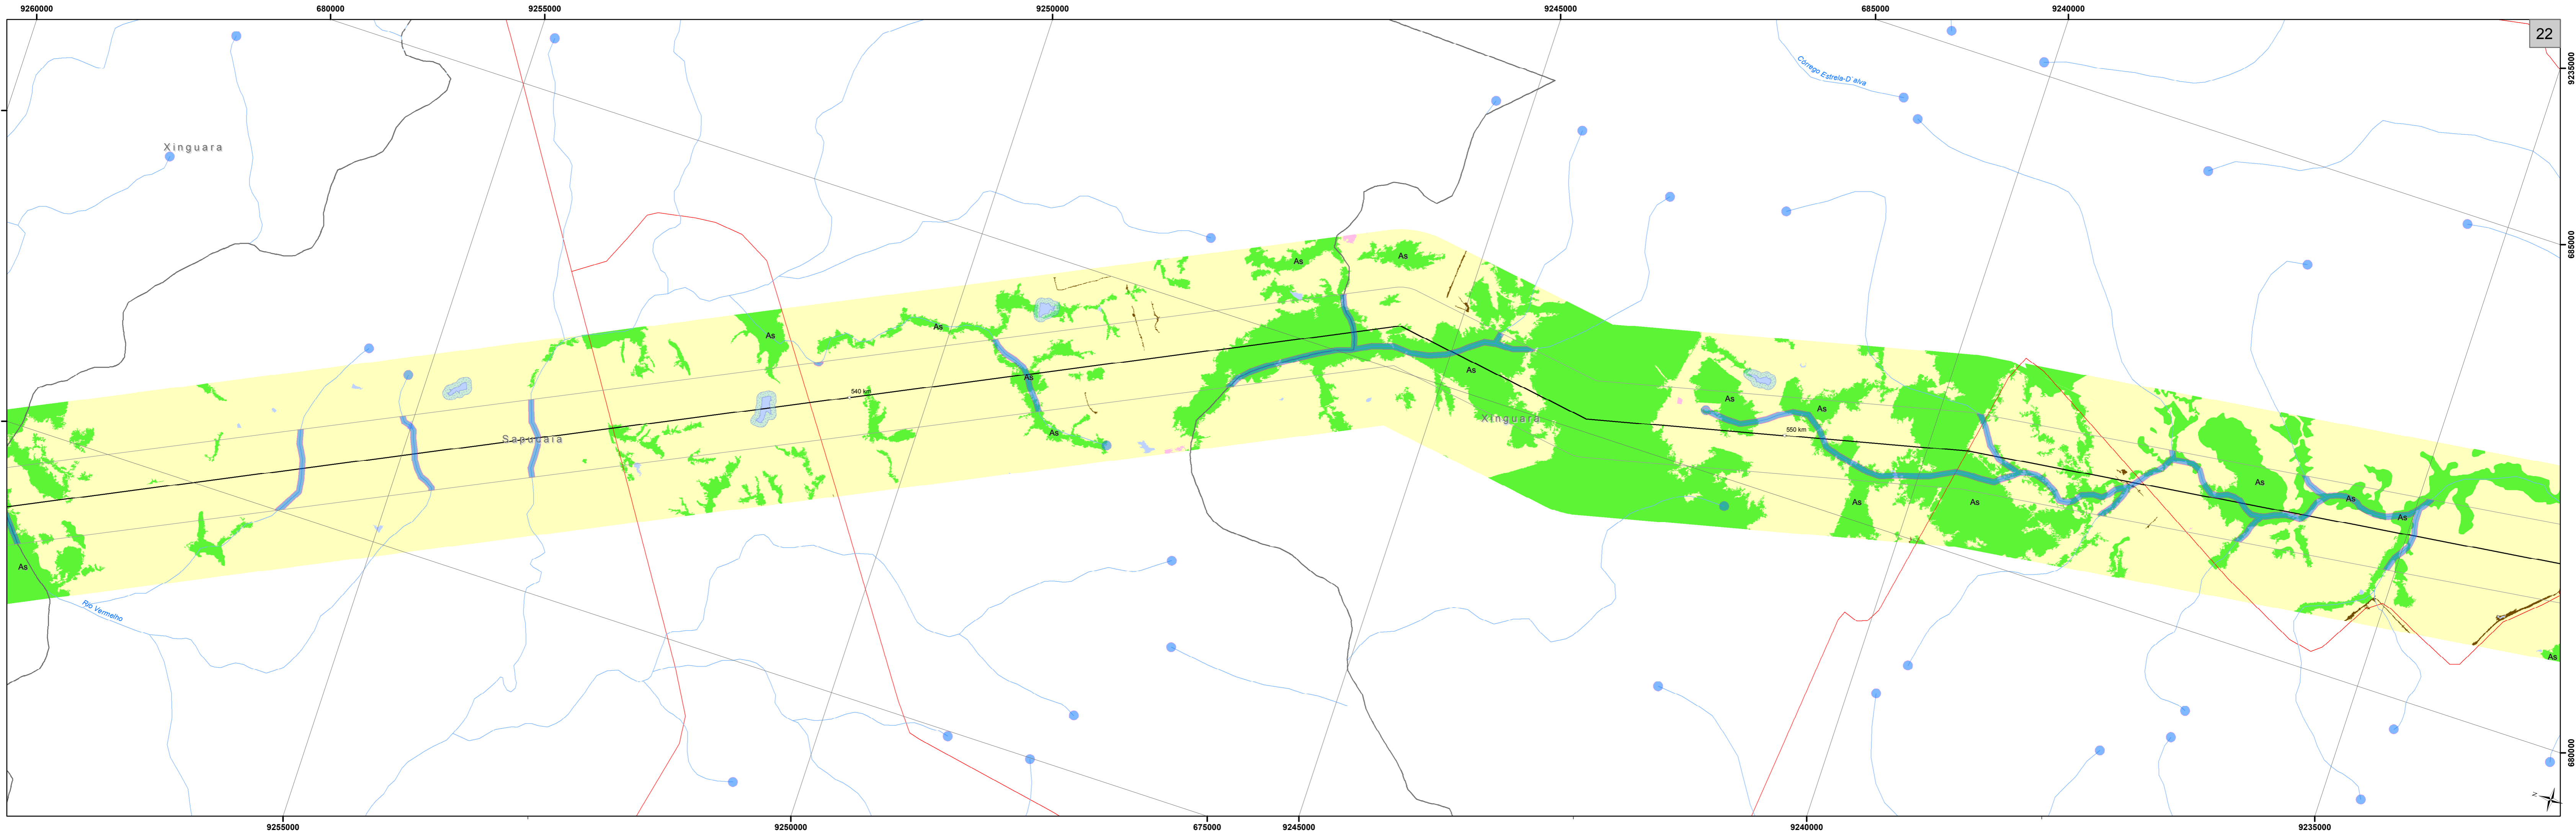 9260000
680000
9255000
9250000
9245000
685000
9240000
22
9235000
Córrego Estrela-D´alva
Xinguara
685000
As
As
As
As
540 km
As
As
As
Xinguara
As
As
550 km
Sapucaia
As
As
As
As
As
As
Rio Vermelho
As
680000
N
9255000
9250000
675000
9245000
9240000
9235000